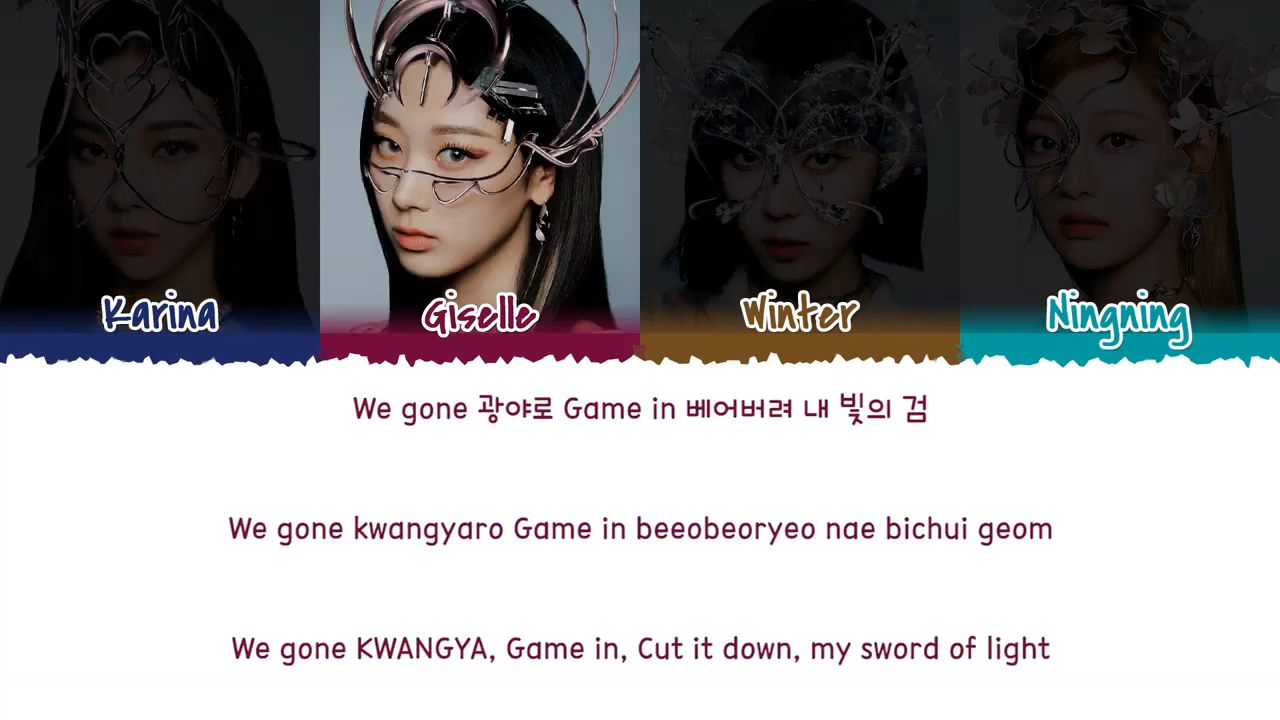 Karina Giselle Winter Ningning
We gone 광야로 Game in 베어버려 내 빛의 검
We gone kwangyaro Game in beeobeoryeo nae bichui geom
We gone KWANGYA, Game in, Cut it down, my sword of light